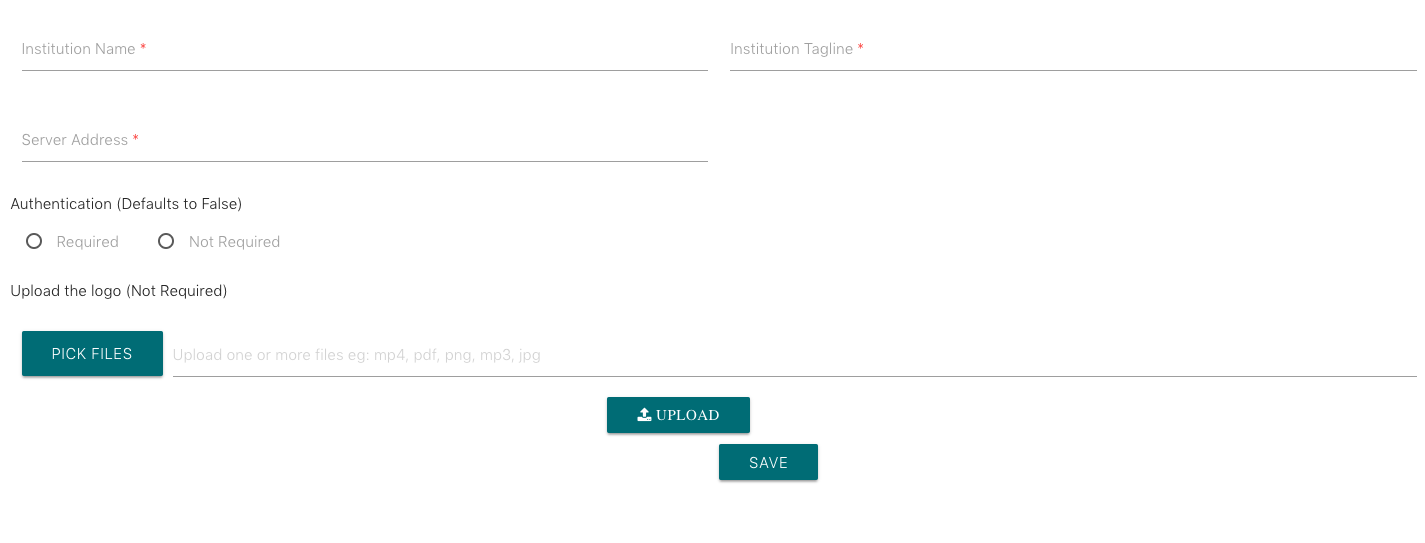 Institution Name *
Institution Tagline *
Server Address *
Authentication (Defaults to False)
Required
Not Required
Upload the logo (Not Required)
PICK FILES
Upload one or more files eg: mp4, pdf, png, mp3, jpg
UPLOAD
SAVE